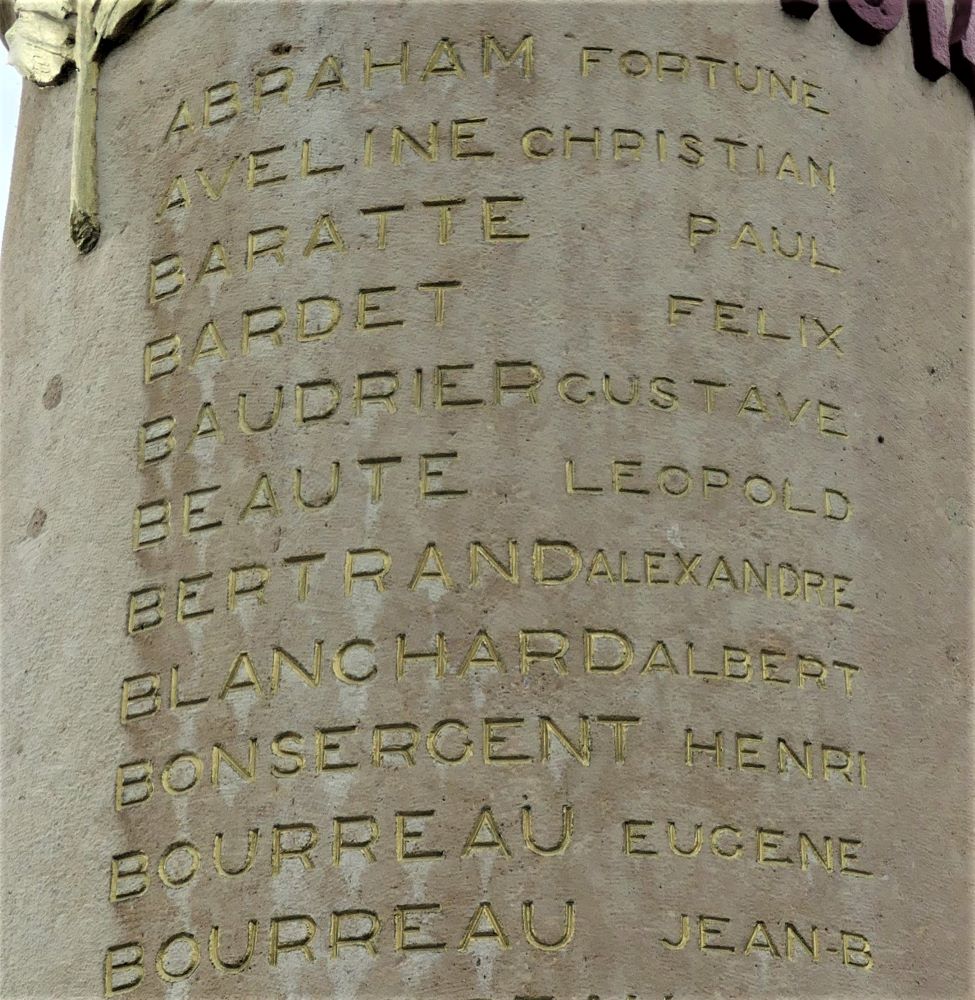 ABRAHAM FORTUNE
AVELINE CHRISTIAN
BARATTE PAUL
BARDET FELIX
BAUDRIER GUSTAVE
BEAUTE LEOPOLD
BERTRAND ALEXANDRE
BLANCHARD ALBERT
BONSERGENT HENRI
BOURREAU EUGENE
BOURREAU JEAN-B